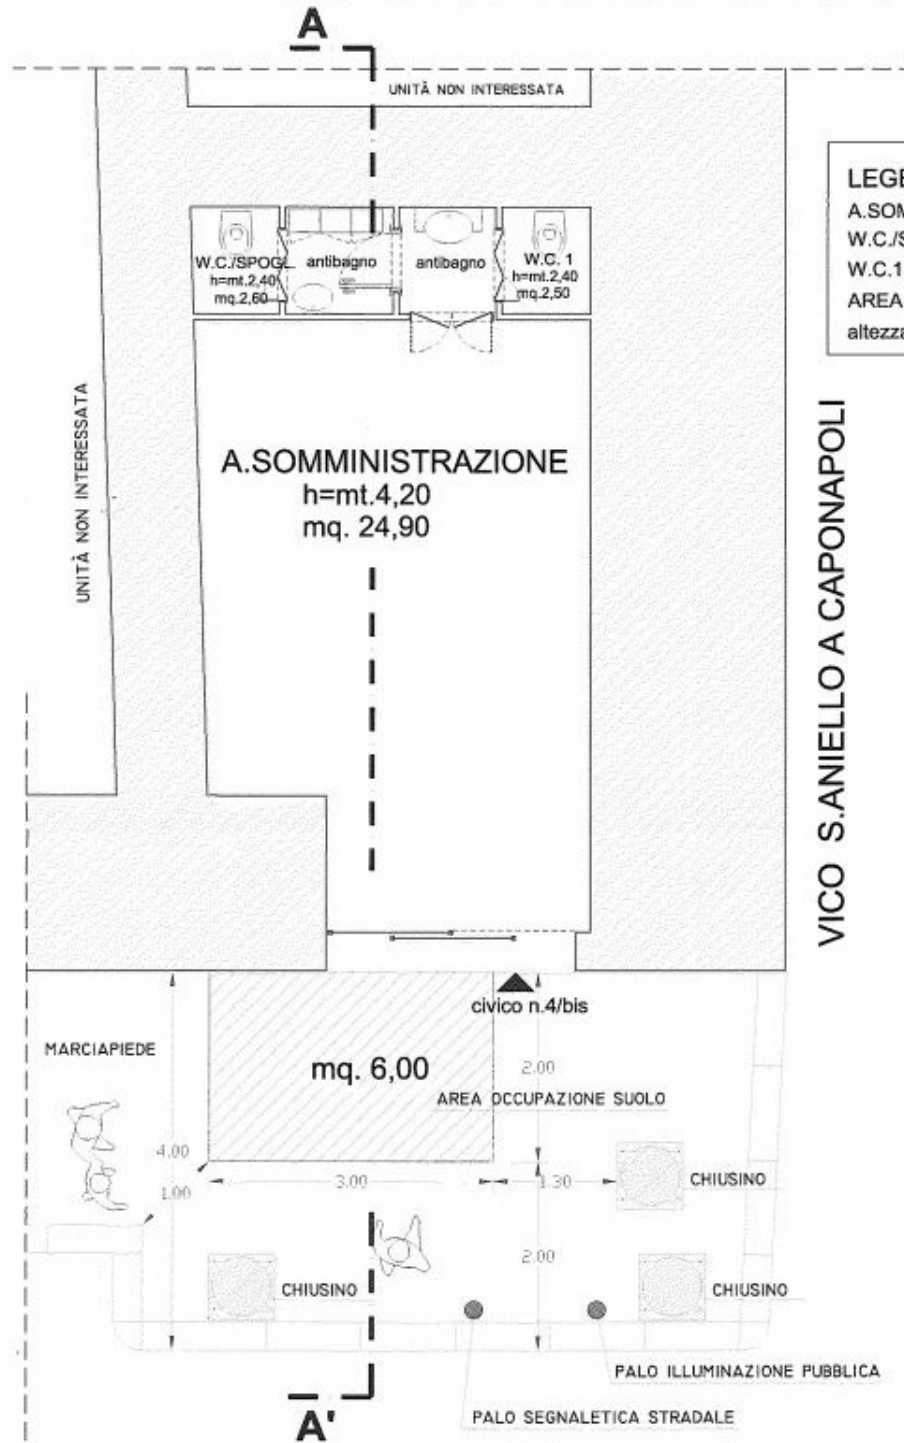 A
UNITÀ NON INTERESSATA
LEGE
A.SOM
W.C./S
W.C.1
AREA
altezza
W.C./SPOGL
h=mt.2,40
mq.2,60
antibagno
antibagno
W.C. 1
h=mt.2,40
mq.2,50
UNITÀ NON INTERESSATA
A.SOMMINISTRAZIONE
h=mt.4,20
mq. 24,90
VICO S.ANIELLO A CAPONAPOLI
civico n.4/bis
MARCIAPIEDE
mq. 6,00
2.00
AREA OCCUPAZIONE SUOLO
4.00
1.00
3.00
1.30
CHIUSINO
2.00
CHIUSINO
CHIUSINO
PALO ILLUMINAZIONE PUBBLICA
A'
PALO SEGNALETICA STRADALE